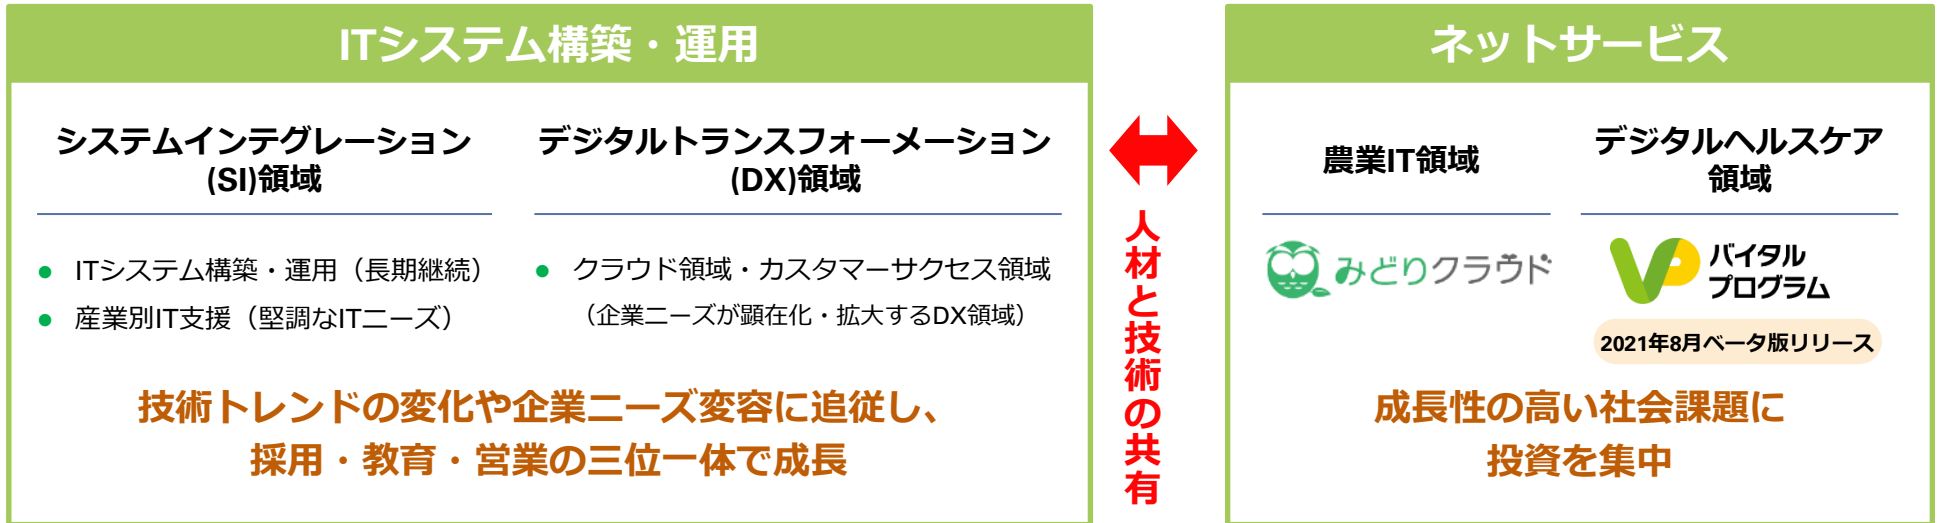 ITシステム構築・運用
システムインテグレーション
(SI)領域
デジタルトランスフォーメーション
(DX)領域
● ITシステム構築・運用（長期継続）
● 産業別IT支援（堅調なITニーズ）
● クラウド領域・カスタマーサクセス領域
（企業ニーズが顕在化・拡大するDX領域）
技術トレンドの変化や企業ニーズ変容に追従し、
採用・教育・営業の三位一体で成長
人材と技術の共有
ネットサービス
農業IT領域
みどりクラウド
デジタルヘルスケア
領域
VP
バイタル
プログラム
2021年8月ベータ版リリース
成長性の高い社会課題に
投資を集中